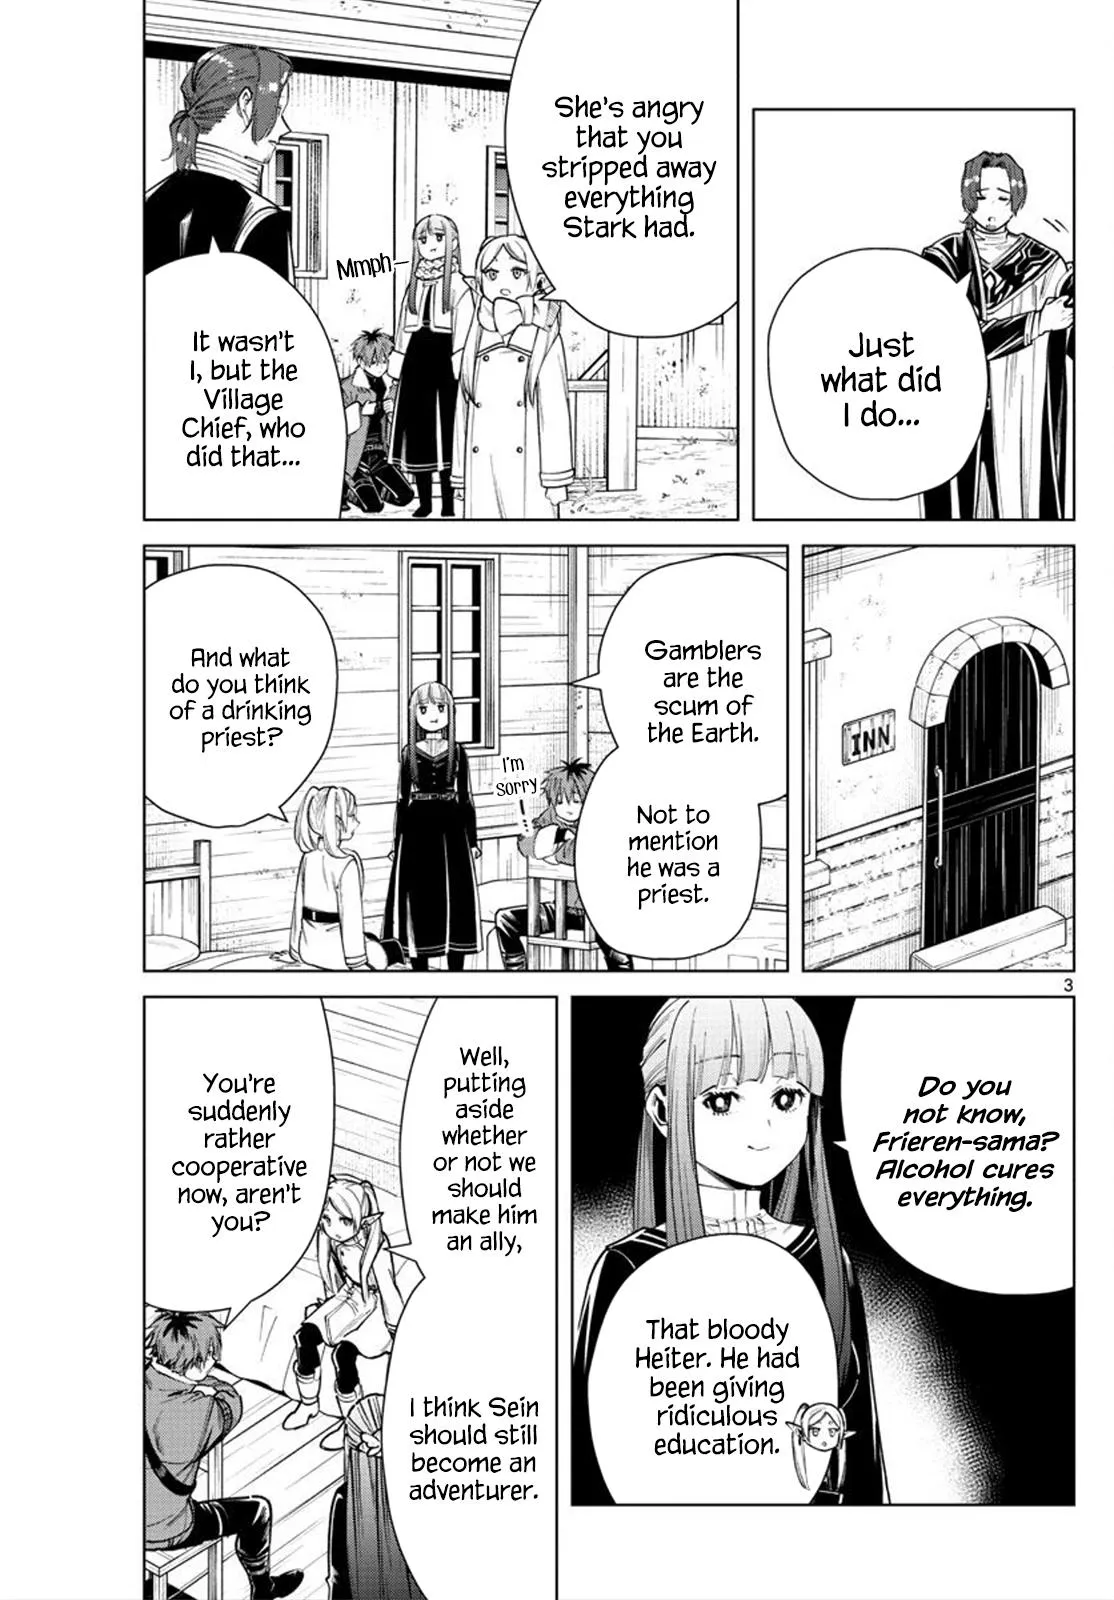 Just
what did
I do...
She's angry
that you
stripped away
everything
Stark had.
Mmph—
It wasn't
I, but the
Village
Chief, who
did that...
INN
Gamblers
are the
scum of
the Earth.
Not to
mention
he was a
priest.
I'm
sorry
And what
do you think
of a drinking
priest?
3
Do you
not know,
Frieren-sama?
Alcohol cures
everything.
That bloody
Heiter. He had
been giving
ridiculous
education.
Well,
putting
aside
whether
or not we
should
make him
an ally,
I think Sein
should still
become an
adventurer.
You're
suddenly
rather
cooperative
now, aren't
you?